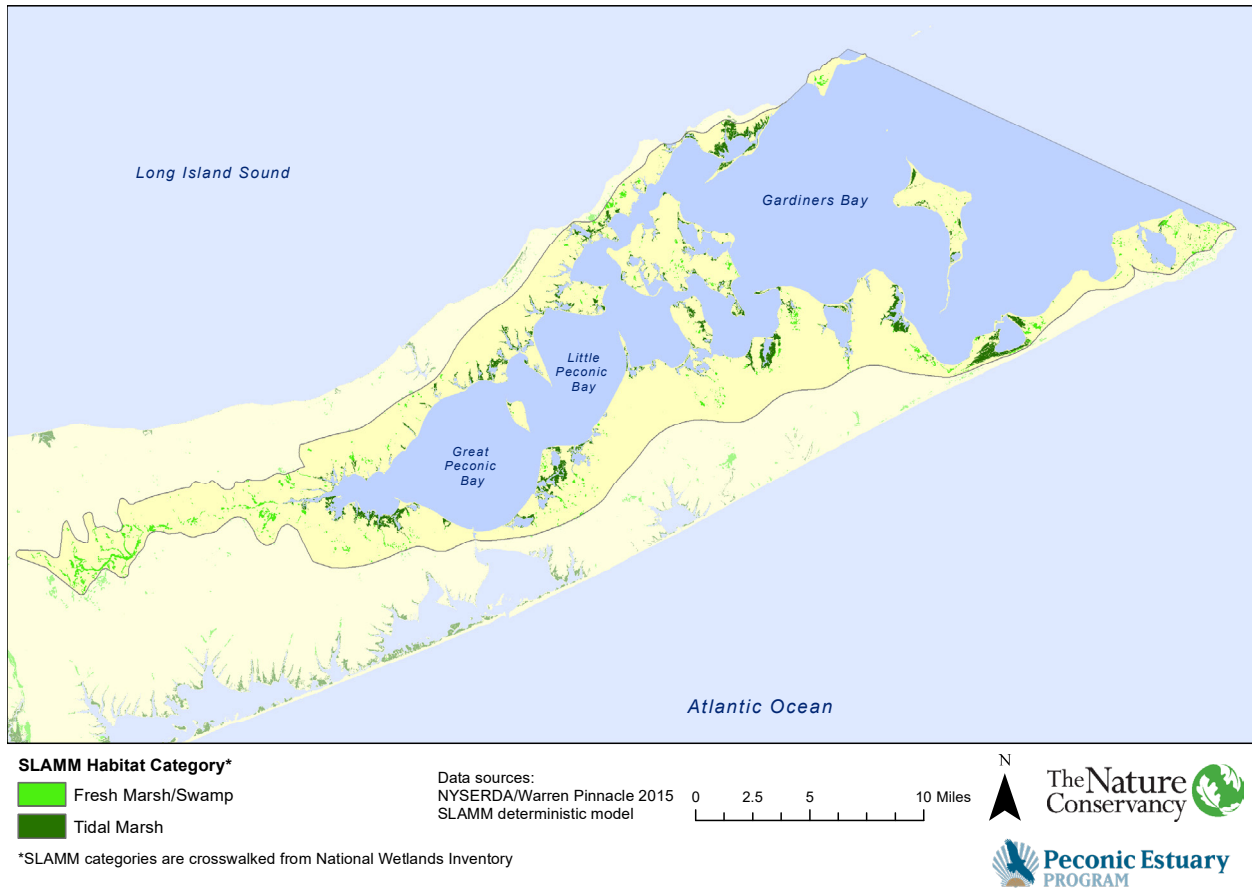 Long Island Sound
Gardiners Bay
Little
Peconic
Bay
Great
Peconic
Bay
Atlantic Ocean
SLAMM Habitat Category*
Fresh Marsh/Swamp
Tidal Marsh
*SLAMM categories are crosswalked from National Wetlands Inventory
Data sources:
NYSERDA/Warren Pinnacle 2015
SLAMM deterministic model
0 2.5 5 10 Miles
N
The Nature
Conservancy
Peconic Estuary
PROGRAM